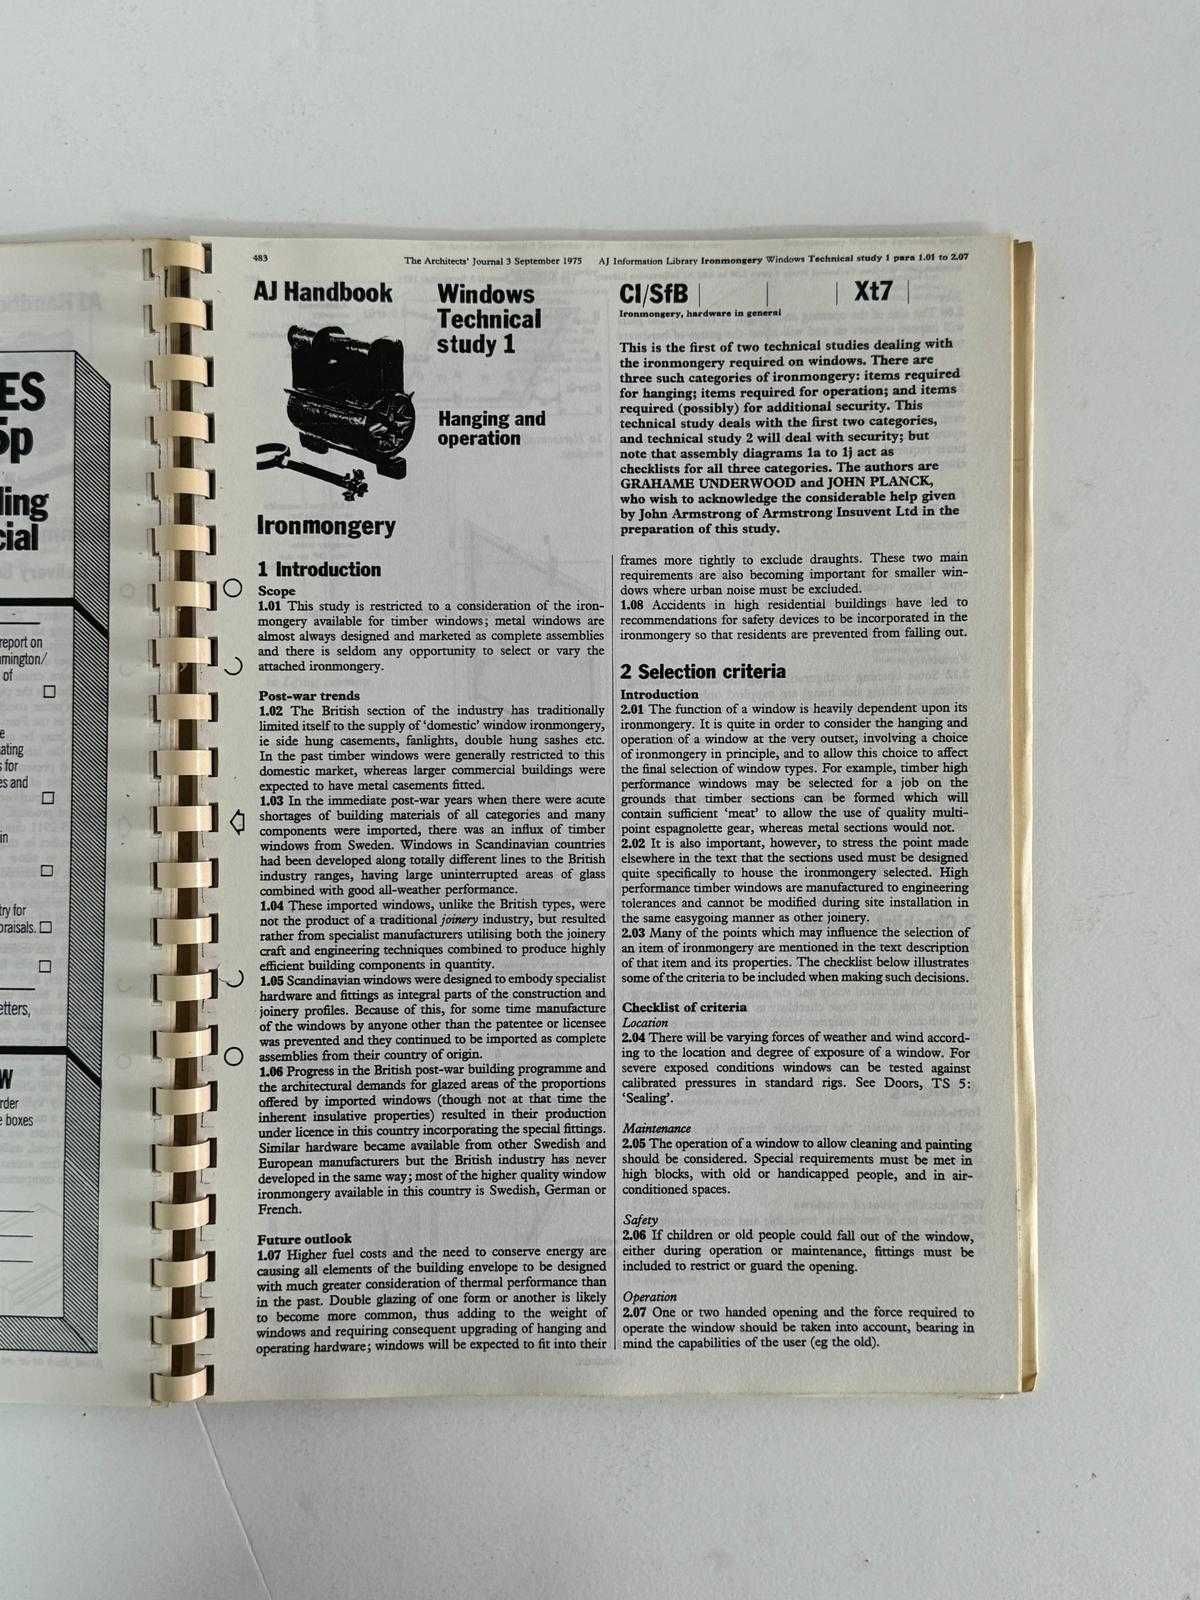 ES
5p
ling
cial
report on
mington/
of
e
ating
s for
es and
in
try for
praisals.
etters,
W
rder
e boxes
483
The Architects' Journal 3 September 1975 AJ Information Library Ironmongery Windows Technical study 1 para 1.01 to 2.07
AJ Handbook
Windows
Technical
study 1
Hanging and
operation
Ironmongery
CI/SfB | | | Xt7 |
Ironmongery, hardware in general
This is the first of two technical studies dealing with
the ironmongery required on windows. There are
three such categories of ironmongery: items required
for hanging; items required for operation; and items
required (possibly) for additional security. This
technical study deals with the first two categories,
and technical study 2 will deal with security; but
note that assembly diagrams 1a to 1j act as
checklists for all three categories. The authors are
GRAHAME UNDERWOOD and JOHN PLANCK,
who wish to acknowledge the considerable help given
by John Armstrong of Armstrong Insuvent Ltd in the
preparation of this study.
1 Introduction
Scope
1.01 This study is restricted to a consideration of the iron-
mongery available for timber windows; metal windows are
almost always designed and marketed as complete assemblies
and there is seldom any opportunity to select or vary the
attached ironmongery.
Post-war trends
1.02 The British section of the industry has traditionally
limited itself to the supply of 'domestic' window ironmongery,
ie side hung casements, fanlights, double hung sashes etc.
In the past timber windows were generally restricted to this
domestic market, whereas larger commercial buildings were
expected to have metal casements fitted.
1.03 In the immediate post-war years when there were acute
shortages of building materials of all categories and many
components were imported, there was an influx of timber
windows from Sweden. Windows in Scandinavian countries
had been developed along totally different lines to the British
industry ranges, having large uninterrupted areas of glass
combined with good all-weather performance.
1.04 These imported windows, unlike the British types, were
not the product of a traditional joinery industry, but resulted
rather from specialist manufacturers utilising both the joinery
craft and engineering techniques combined to produce highly
efficient building components in quantity.
1.05 Scandinavian windows were designed to embody specialist
hardware and fittings as integral parts of the construction and
joinery profiles. Because of this, for some time manufacture
of the windows by anyone other than the patentee or licensee
was prevented and they continued to be imported as complete
assemblies from their country of origin.
1.06 Progress in the British post-war building programme and
the architectural demands for glazed areas of the proportions
offered by imported windows (though not at that time the
inherent insulative properties) resulted in their production
under licence in this country incorporating the special fittings.
Similar hardware became available from other Swedish and
European manufacturers but the British industry has never
developed in the same way; most of the higher quality window
ironmongery available in this country is Swedish, German or
French.
Future outlook
1.07 Higher fuel costs and the need to conserve energy are
causing all elements of the building envelope to be designed
with much greater consideration of thermal performance than
in the past. Double glazing of one form or another is likely
to become more common, thus adding to the weight of
windows and requiring consequent upgrading of hanging and
operating hardware; windows will be expected to fit into their
frames more tightly to exclude draughts. These two main
requirements are also becoming important for smaller win-
dows where urban noise must be excluded.
1.08 Accidents in high residential buildings have led to
recommendations for safety devices to be incorporated in the
ironmongery so that residents are prevented from falling out.
2 Selection criteria
Introduction
2.01 The function of a window is heavily dependent upon its
ironmongery. It is quite in order to consider the hanging and
operation of a window at the very outset, involving a choice
of ironmongery in principle, and to allow this choice to affect
the final selection of window types. For example, timber high
performance windows may be selected for a job on the
grounds that timber sections can be formed which will
contain sufficient 'meat' to allow the use of quality multi-
point espagnolette gear, whereas metal sections would not.
2.02 It is also important, however, to stress the point made
elsewhere in the text that the sections used must be designed
quite specifically to house the ironmongery selected. High
performance timber windows are manufactured to engineering
tolerances and cannot be modified during site installation in
the same easygoing manner as other joinery.
2.03 Many of the points which may influence the selection of
an item of ironmongery are mentioned in the text description
of that item and its properties. The checklist below illustrates
some of the criteria to be included when making such decisions.
Checklist of criteria
Location
2.04 There will be varying forces of weather and wind accord-
ing to the location and degree of exposure of a window. For
severe exposed conditions windows can be tested against
calibrated pressures in standard rigs. See Doors, TS 5:
'Sealing'.
Maintenance
2.05 The operation of a window to allow cleaning and painting
should be considered. Special requirements must be met in
high blocks, with old or handicapped people, and in air-
conditioned spaces.
Safety
2.06 If children or old people could fall out of the window,
either during operation or maintenance, fittings must be
included to restrict or guard the opening.
Operation
2.07 One or two handed opening and the force required to
operate the window should be taken into account, bearing in
mind the capabilities of the user (eg the old).